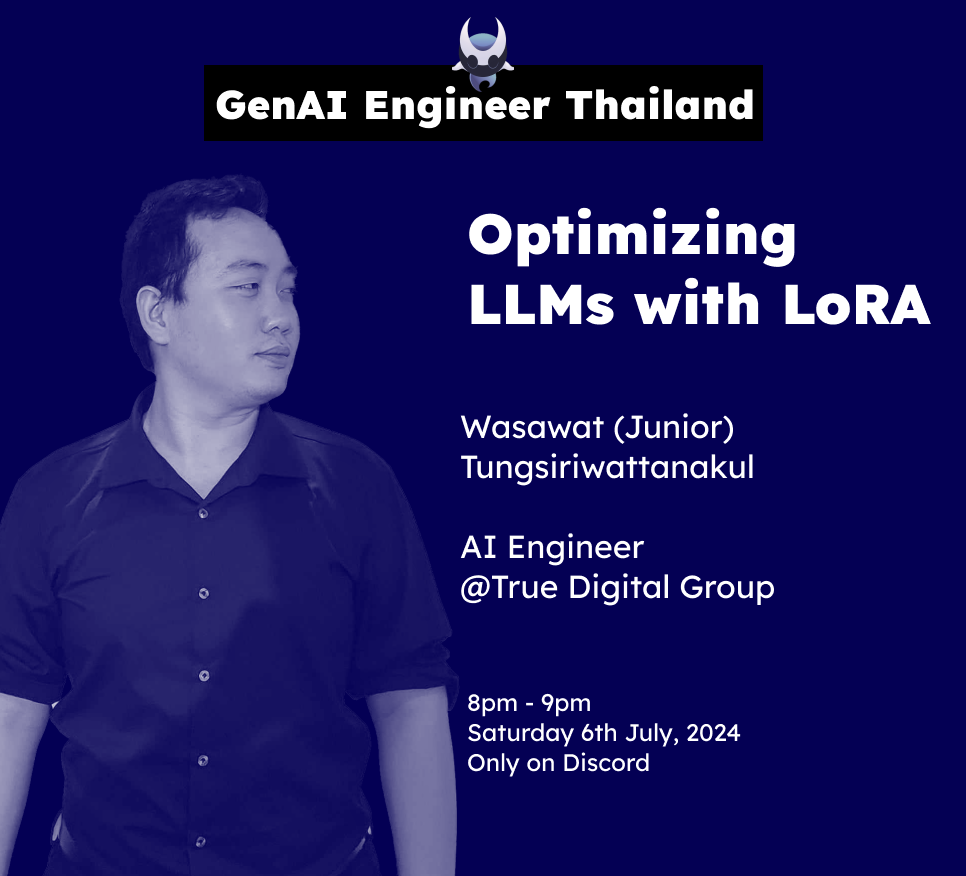 GenAI Engineer Thailand
Optimizing
LLMs with LoRA
Wasawat (Junior)
Tungsiriwattanakul
AI Engineer
@True Digital Group
8pm - 9pm
Saturday 6th July, 2024
Only on Discord